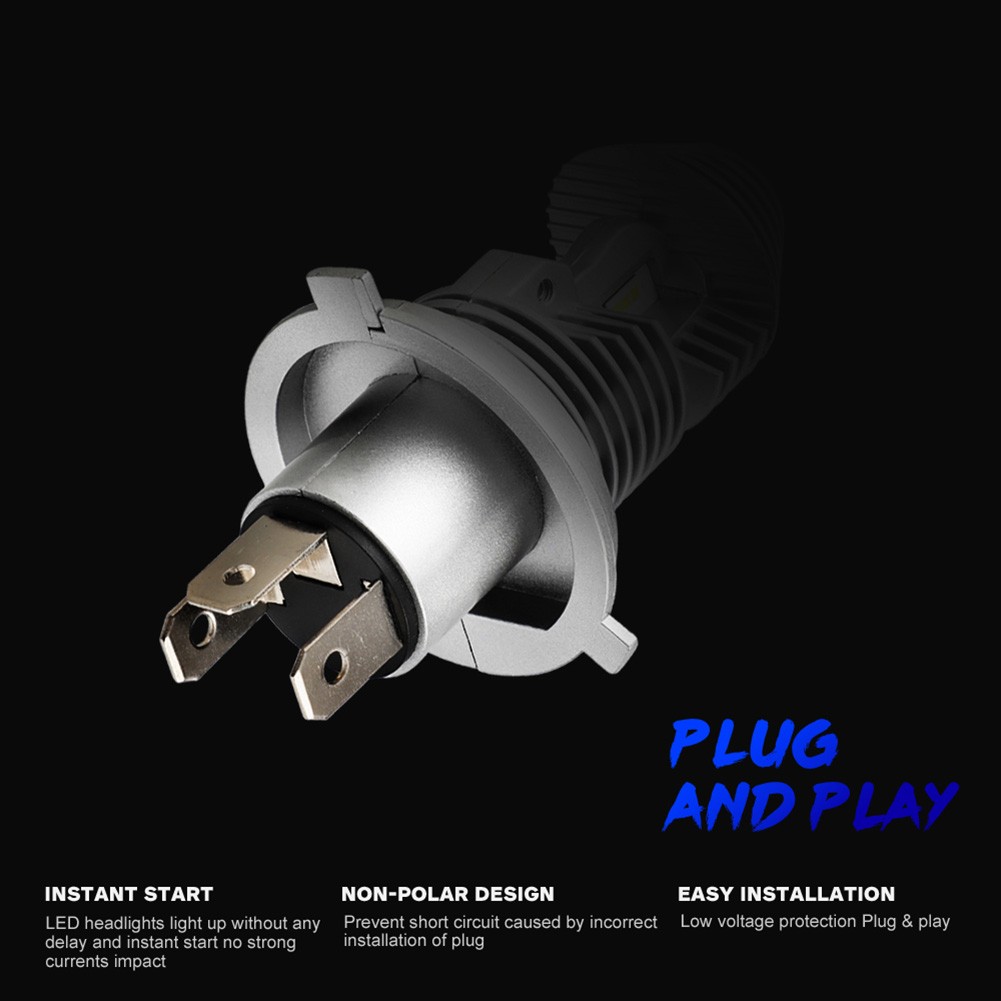 PLUG
AND PLAY
INSTANT START
LED headlights light up without any
delay and instant start no strong
currents impact
NON-POLAR DESIGN
Prevent short circuit caused by incorrect
installation of plug
EASY INSTALLATION
Low voltage protection Plug & play